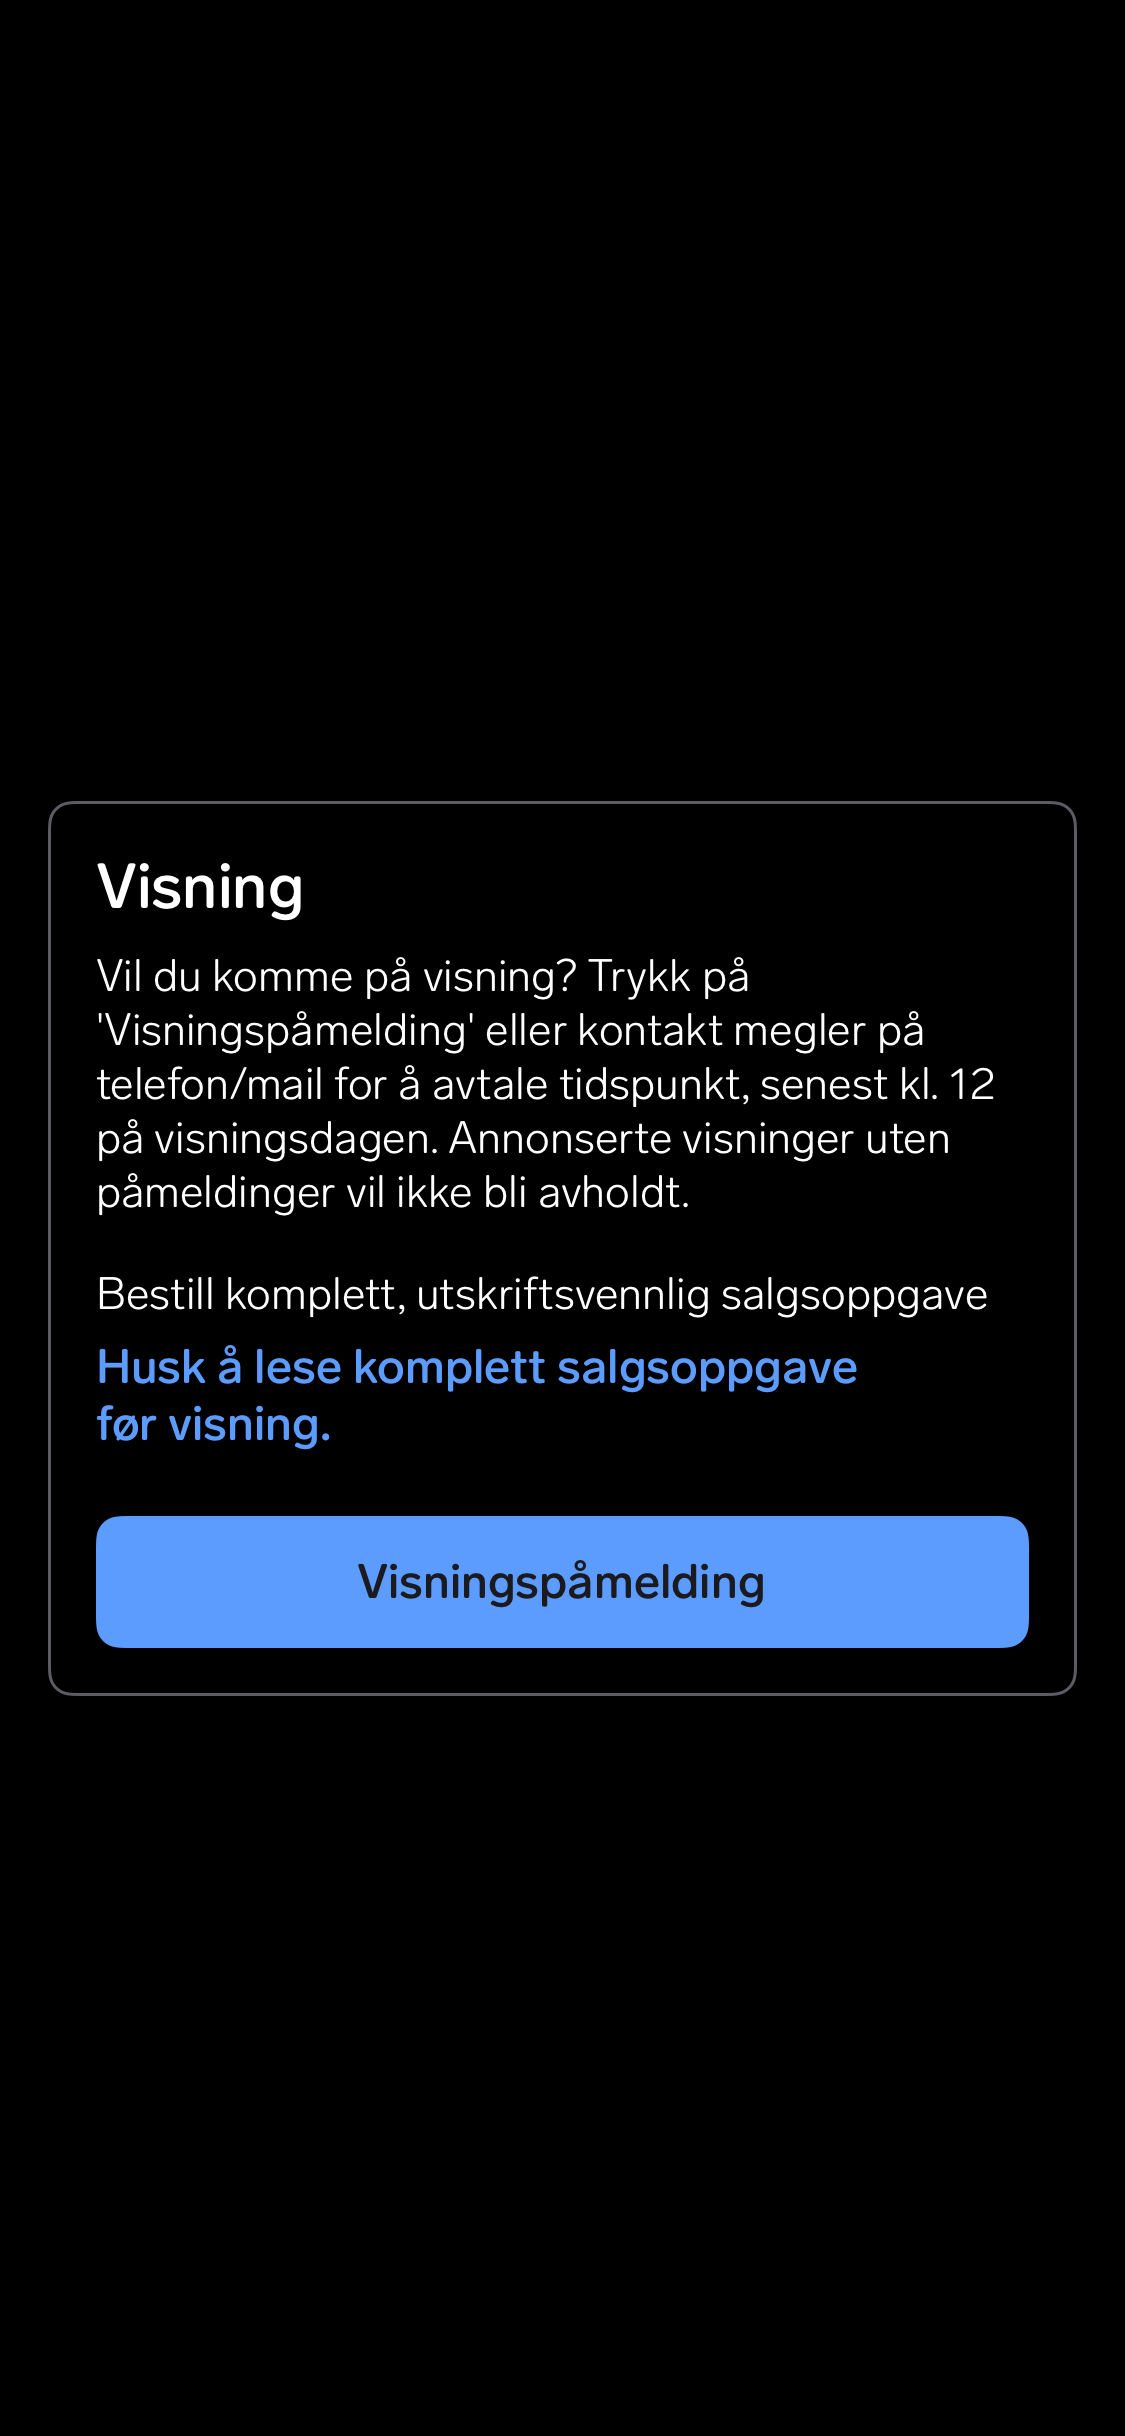 Visning
Vil du komme på visning? Trykk på
'Visningspåmelding' eller kontakt megler på
telefon/mail for å avtale tidspunkt, senest kl. 12
på visningsdagen. Annonserte visninger uten
påmeldinger vil ikke bli avholdt.
Bestill komplett, utskriftsvennlig salgsoppgave
Husk å lese komplett salgsoppgave
før visning.
Visningspåmelding